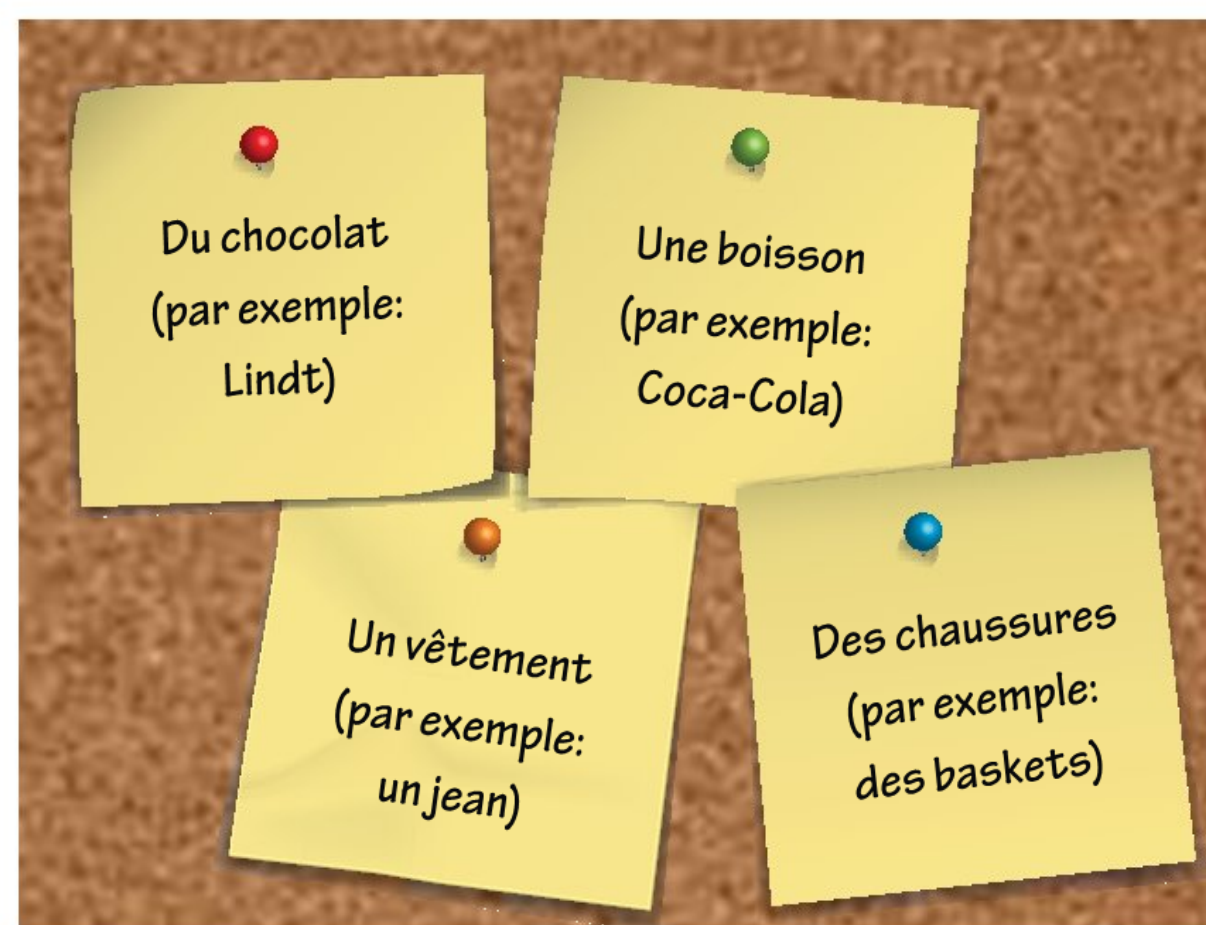 Du chocolat
(par exemple:
Lindt)
Une boisson
(par exemple:
Coca-Cola)
Un vêtement
(par exemple:
un jean)
Des chaussures
(par exemple:
des baskets)